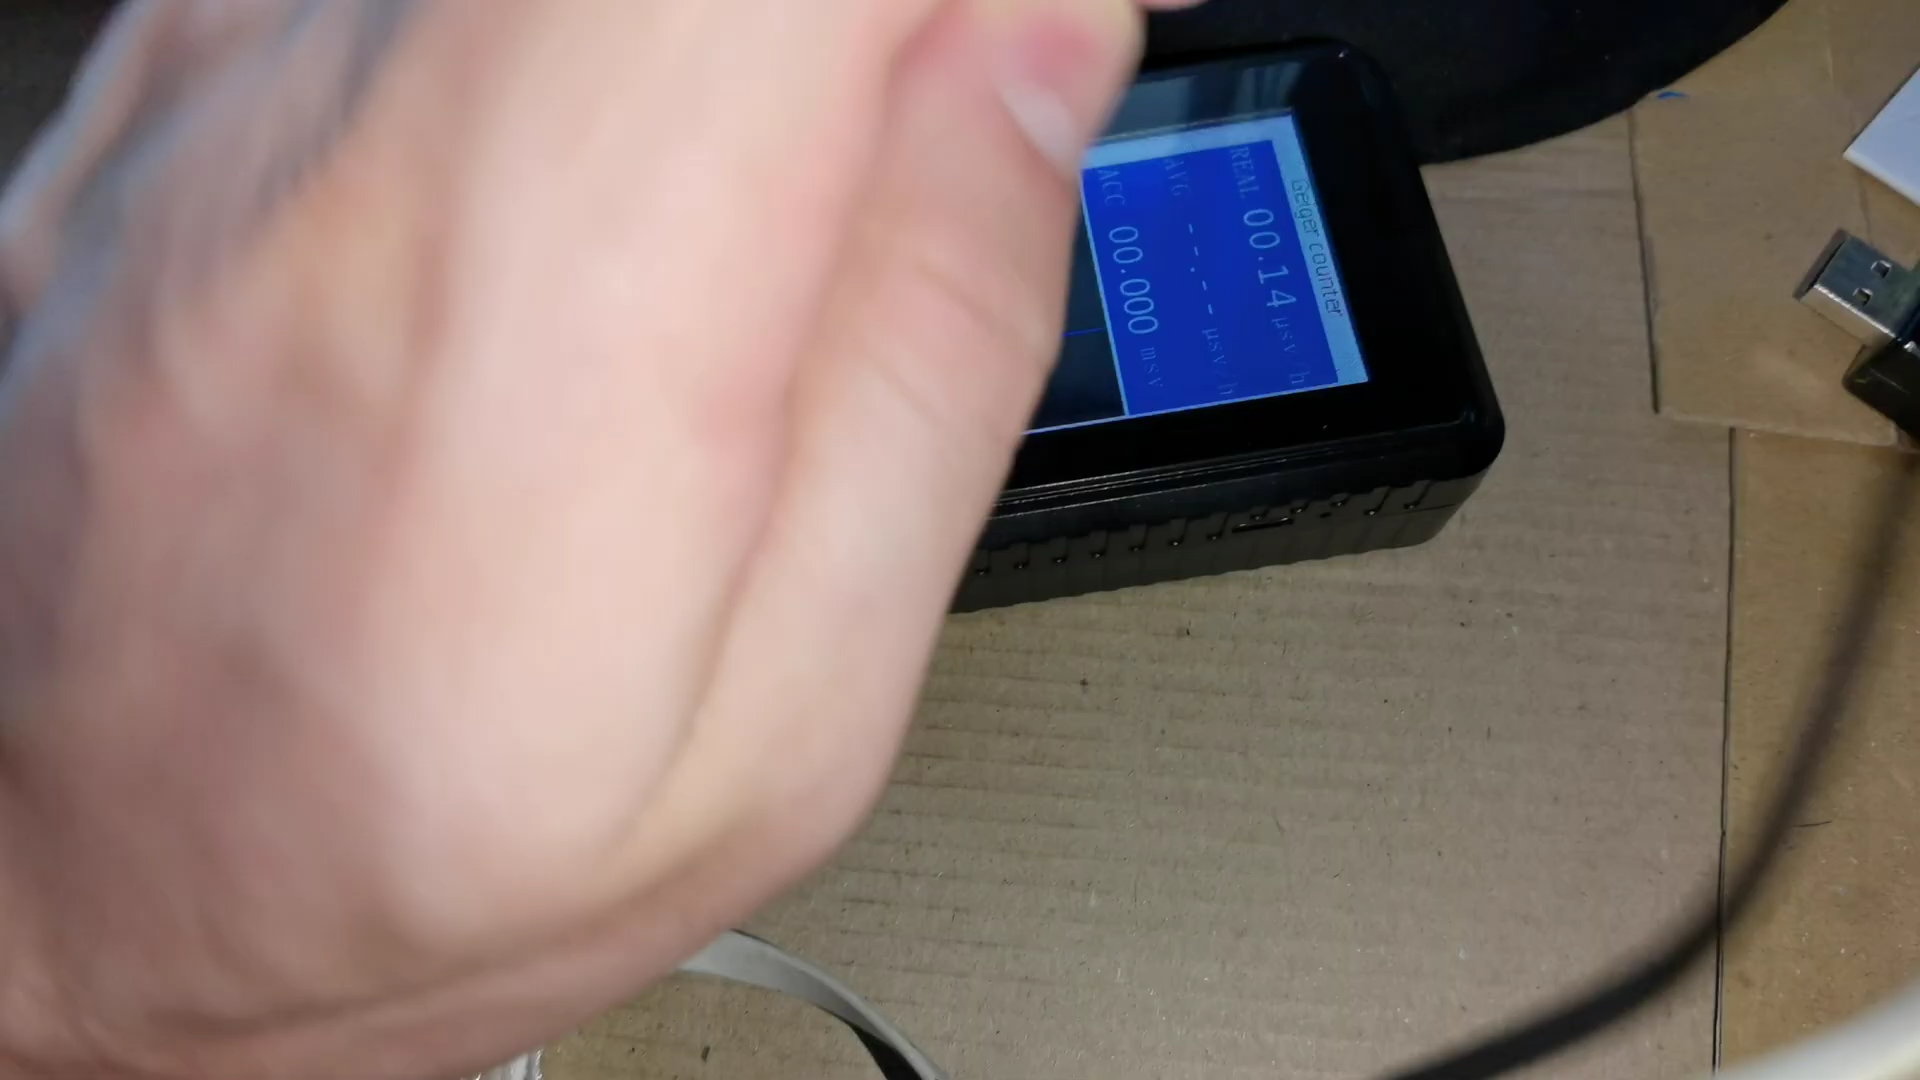 Geiger counter
REAL 00.14 µsv/h
AVG --.-- µsv/h
ACC 00.000 msv